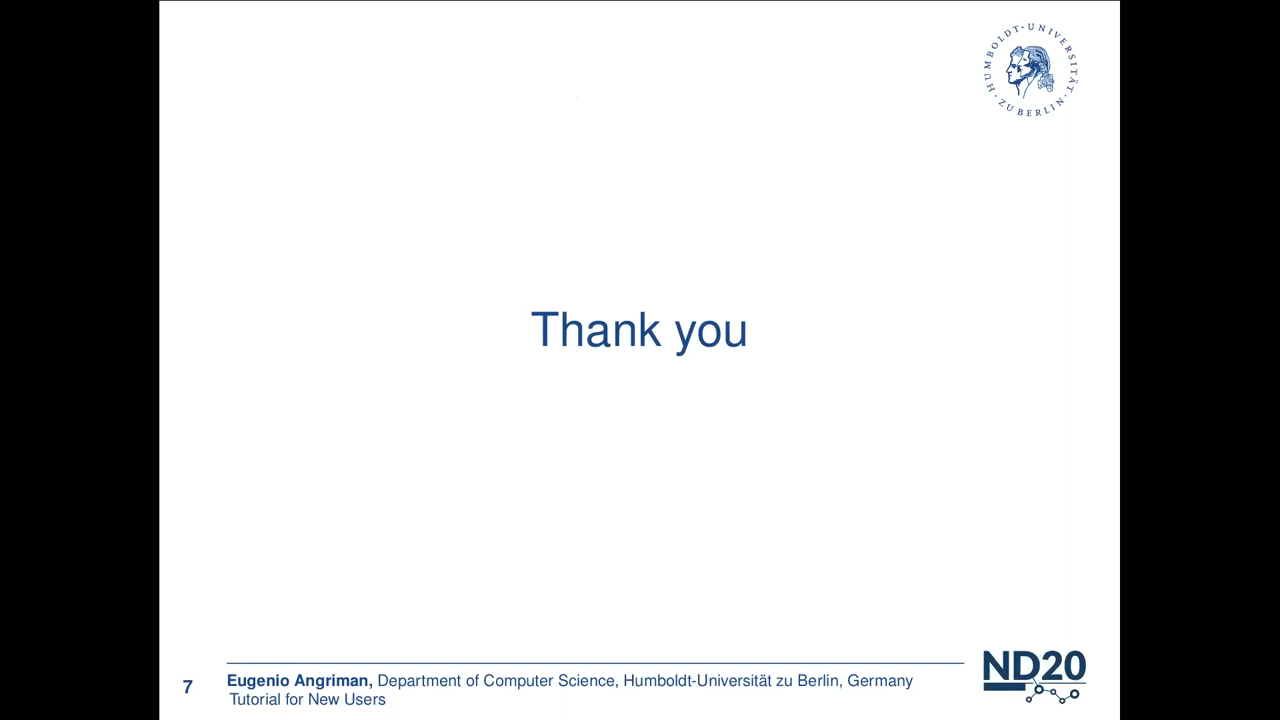 HUMBOLDT-UNIVERSITÄT
ZU BERLIN
Thank you
7
Eugenio Angriman, Department of Computer Science, Humboldt-Universität zu Berlin, Germany
Tutorial for New Users
ND20